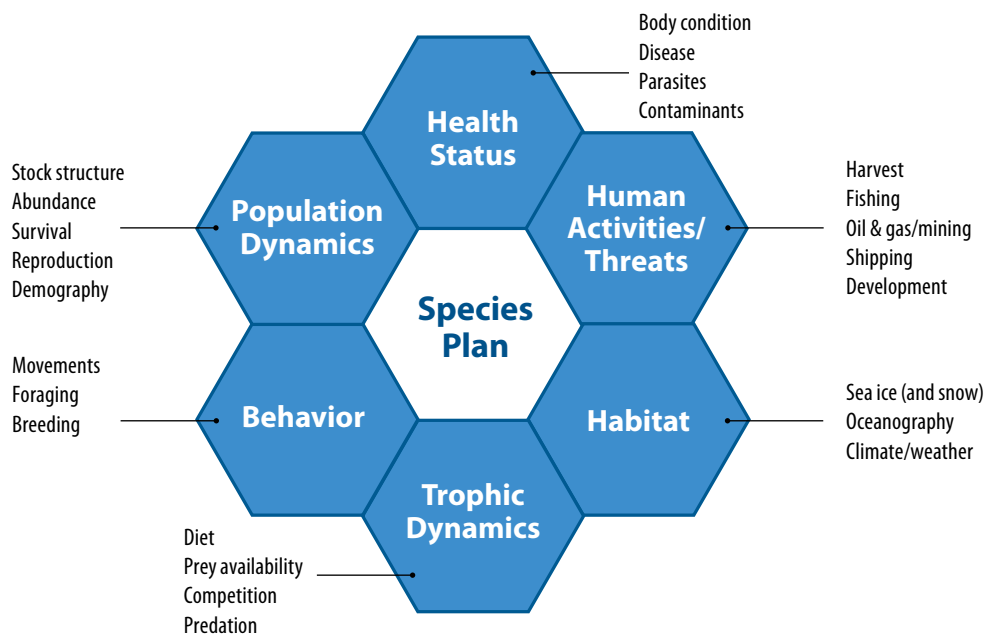 Body condition
Disease
Parasites
Contaminants
Health
Status
Stock structure
Abundance
Survival
Reproduction
Demography
Population
Dynamics
Human
Activities/
Threats
Harvest
Fishing
Oil & gas/mining
Shipping
Development
Species
Plan
Movements
Foraging
Breeding
Behavior
Habitat
Sea ice (and snow)
Oceanography
Climate/weather
Trophic
Dynamics
Diet
Prey availability
Competition
Predation